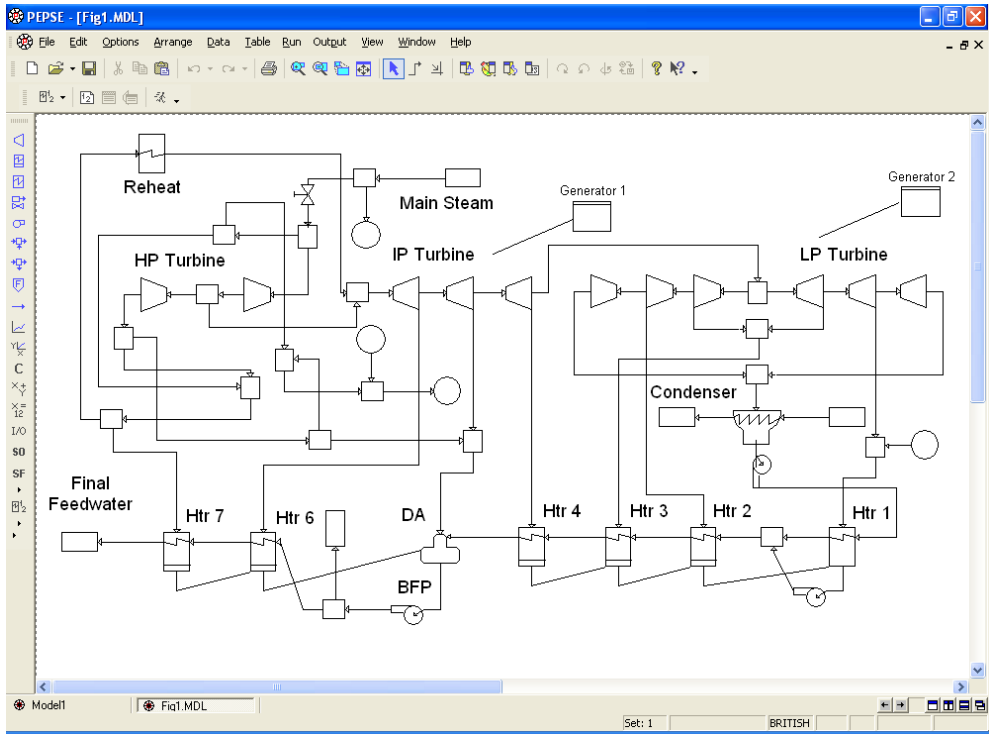 PEPSE - [Fig1.MDL]
File Edit Options Arrange Data Table Run Output View Window Help
Reheat
Main Steam
Generator 1
Generator 2
HP Turbine
IP Turbine
LP Turbine
Condenser
Final
Feedwater
Htr 7
Htr 6
DA
Htr 4
Htr 3
Htr 2
Htr 1
BFP
C
I/O
SO
SF
Model1
Fig1.MDL
Set: 1
BRITISH